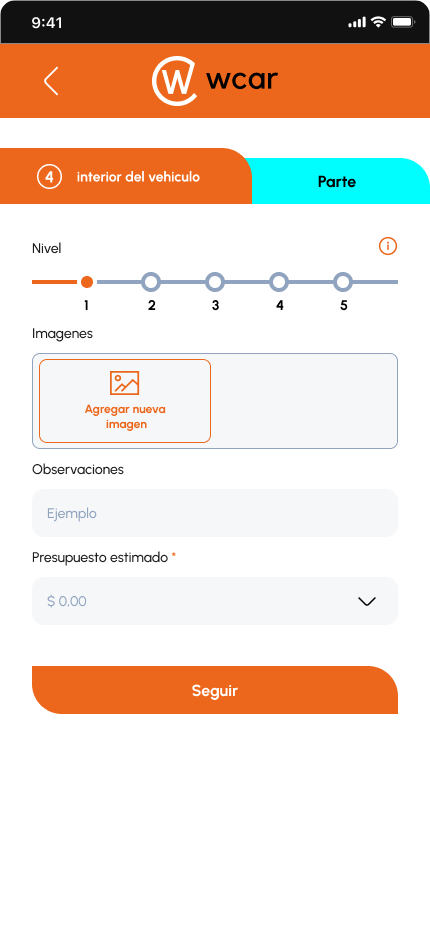 9:41
wcar
4 interior del vehiculo
Parte
Nivel
1 2 3 4 5
Imagenes
Agregar nueva
imagen
Observaciones
Ejemplo
Presupuesto estimado *
$ 0,00
Seguir